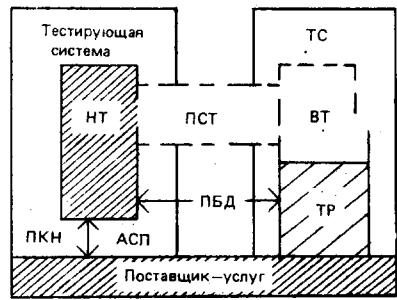 Тестирующая
система
ТС
НТ
ПСТ
ВТ
ПБД
ТР
ПКН
АСП
Поставщик—услуг